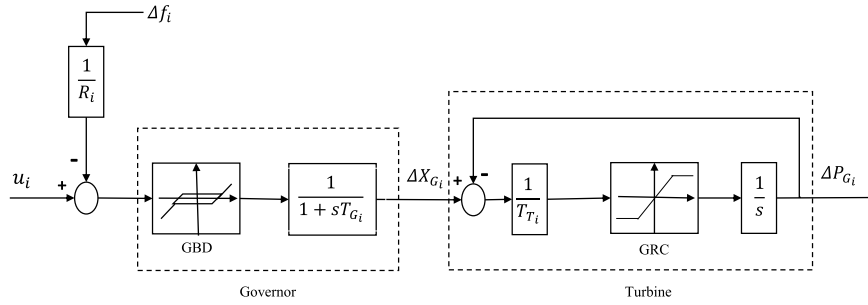 Δf_i
1
R_i
-
u_i
+
GBD
1
1 + sT_{G_i}
Governor
ΔX_{G_i}
+
-
1
T_{T_i}
GRC
1
s
ΔP_{G_i}
Turbine